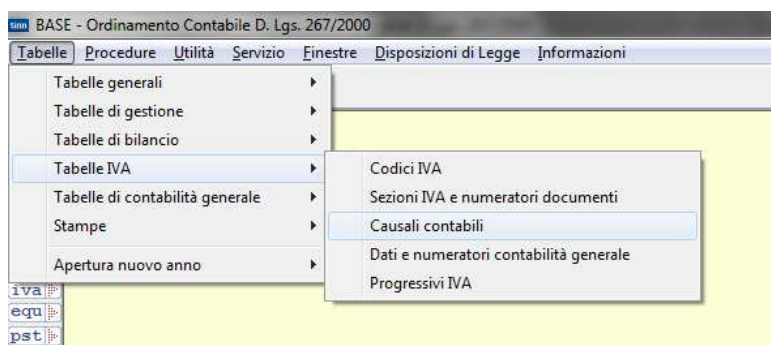 tinn BASE - Ordinamento Contabile D. Lgs. 267/2000
Tabelle Procedure Utilità Servizio Finestre Disposizioni di Legge Informazioni
Tabelle generali
Tabelle di gestione
Tabelle di bilancio
Tabelle IVA
Tabelle di contabilità generale
Stampe
Apertura nuovo anno
Codici IVA
Sezioni IVA e numeratori documenti
Causali contabili
Dati e numeratori contabilità generale
Progressivi IVA
iva
equ
pst